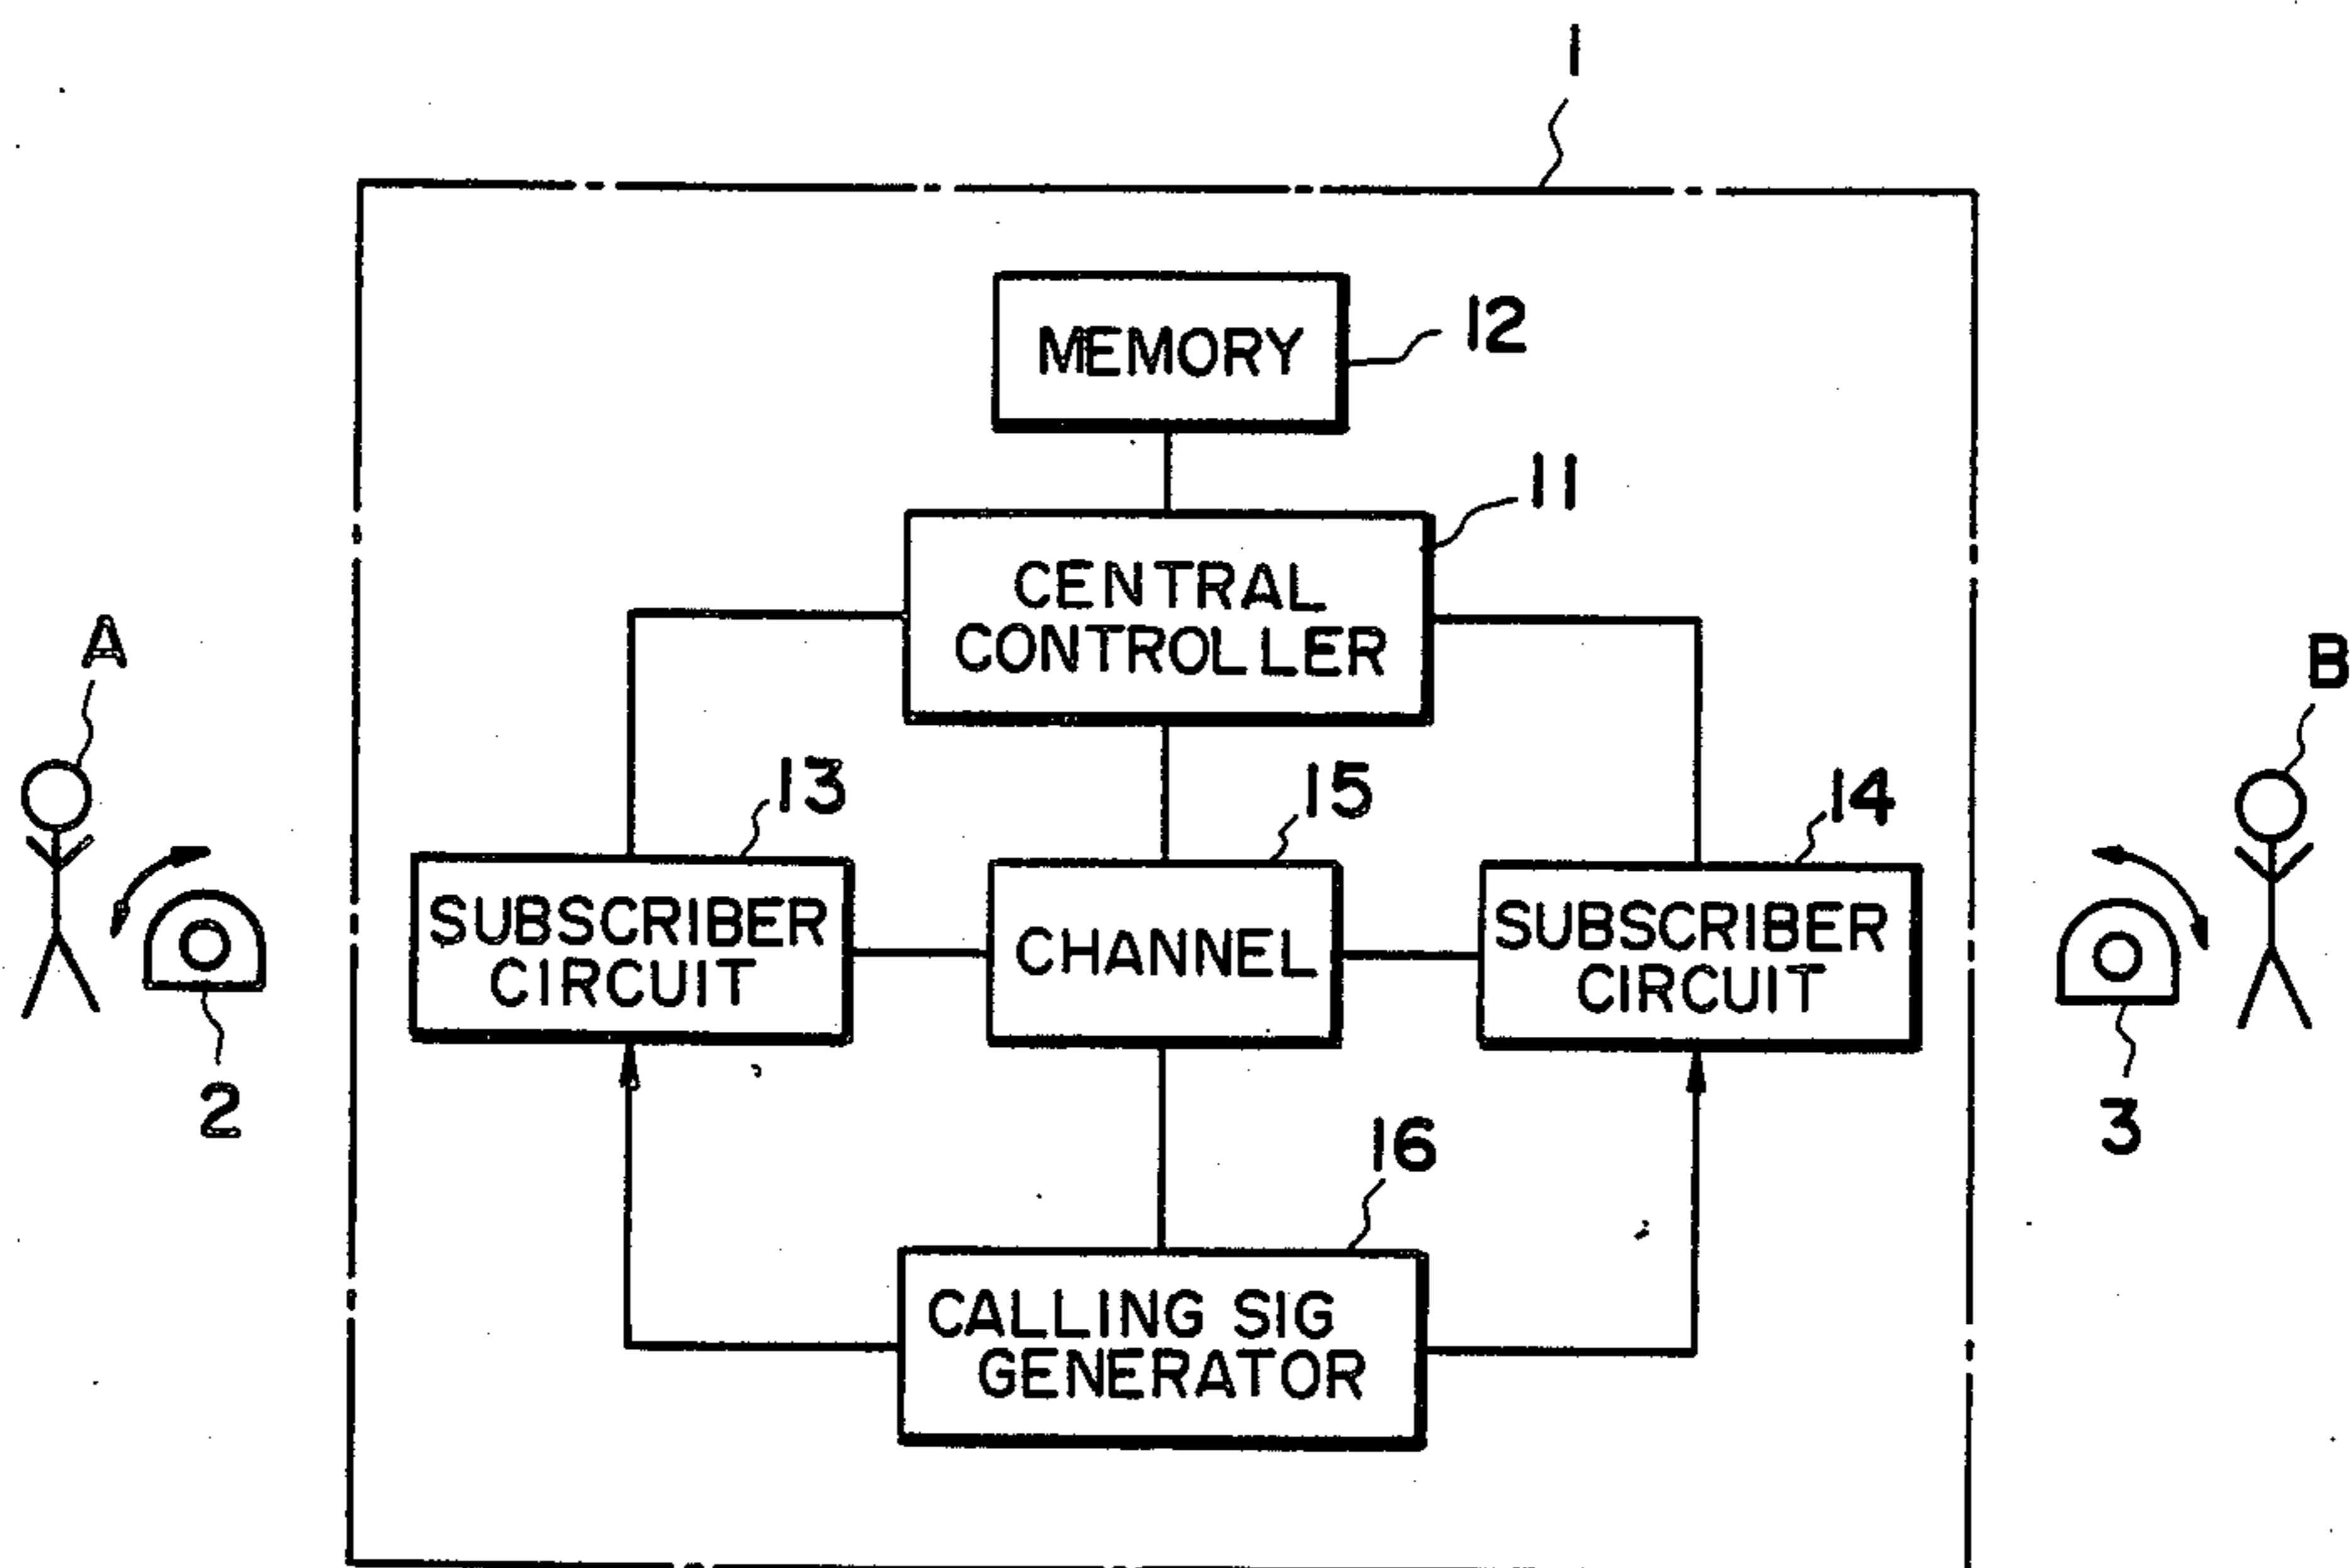 1
MEMORY
12
11
CENTRAL
CONTROLLER
A
B
13
15
14
SUBSCRIBER
CIRCUIT
CHANNEL
SUBSCRIBER
CIRCUIT
2
3
16
CALLING SIG
GENERATOR